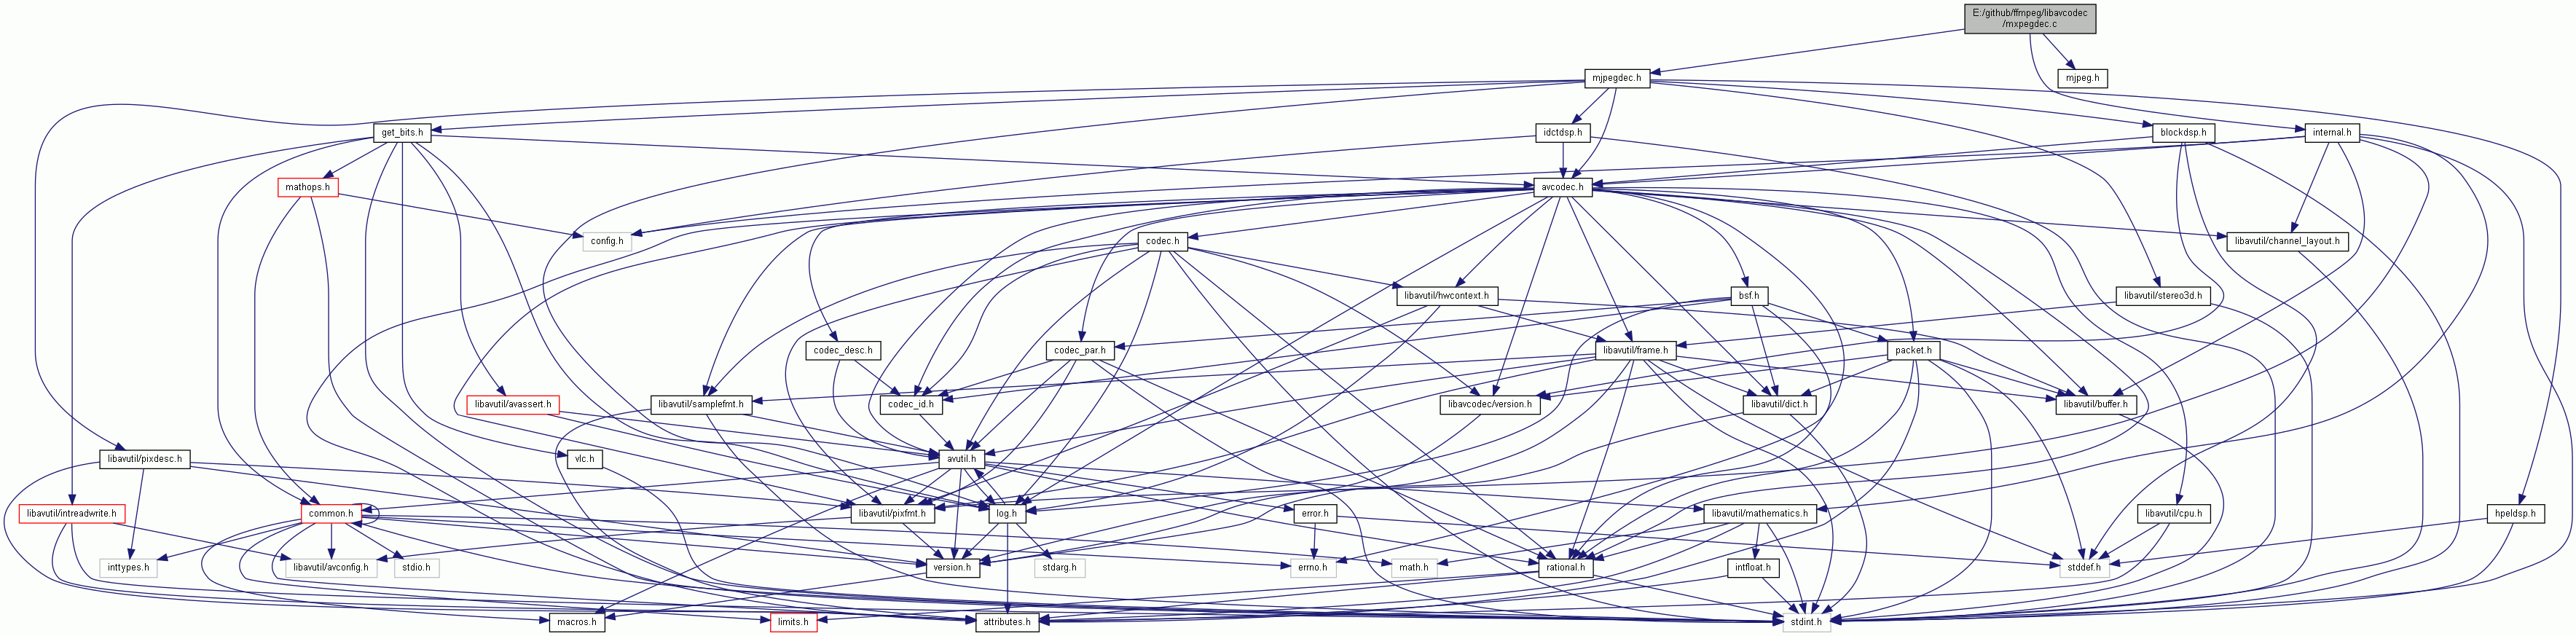 E:/github/ffmpeg/libavcodec
/mxpegdec.c
mjpegdec.h
mjpeg.h
get_bits.h
idctdsp.h
blockdsp.h
internal.h
mathops.h
avcodec.h
config.h
codec.h
libavutil/channel_layout.h
libavutil/hwcontext.h
bsf.h
libavutil/stereo3d.h
codec_desc.h
codec_par.h
libavutil/frame.h
packet.h
libavutil/avassert.h
libavutil/samplefmt.h
codec_id.h
libavcodec/version.h
libavutil/dict.h
libavutil/buffer.h
libavutil/pixdesc.h
vlc.h
avutil.h
libavutil/intreadwrite.h
common.h
libavutil/pixfmt.h
log.h
error.h
libavutil/mathematics.h
libavutil/cpu.h
hpeldsp.h
inttypes.h
libavutil/avconfig.h
stdio.h
version.h
stdarg.h
errno.h
math.h
rational.h
intfloat.h
stddef.h
macros.h
limits.h
attributes.h
stdint.h